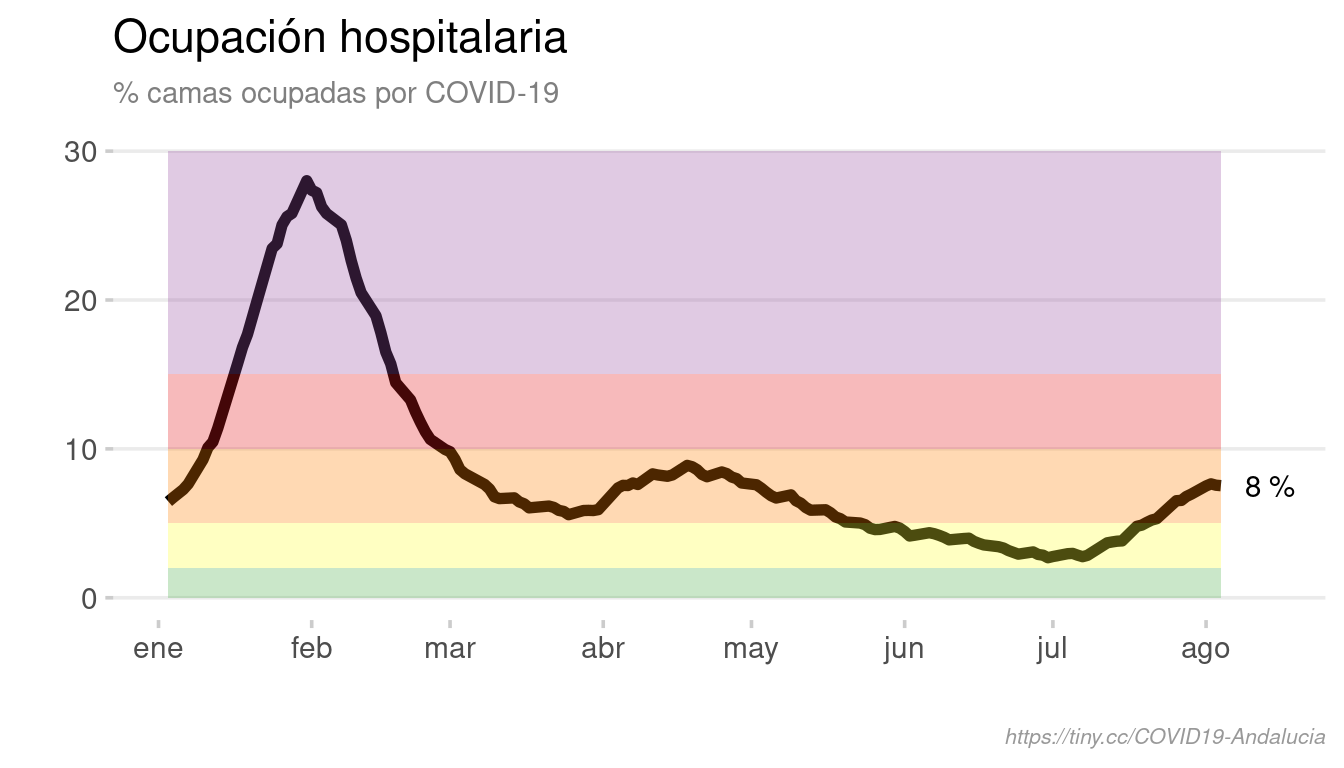 Ocupación hospitalaria
% camas ocupadas por COVID-19
30
20
10
0
8 %
ene feb mar abr may jun jul ago
https://tiny.cc/COVID19-Andalucia